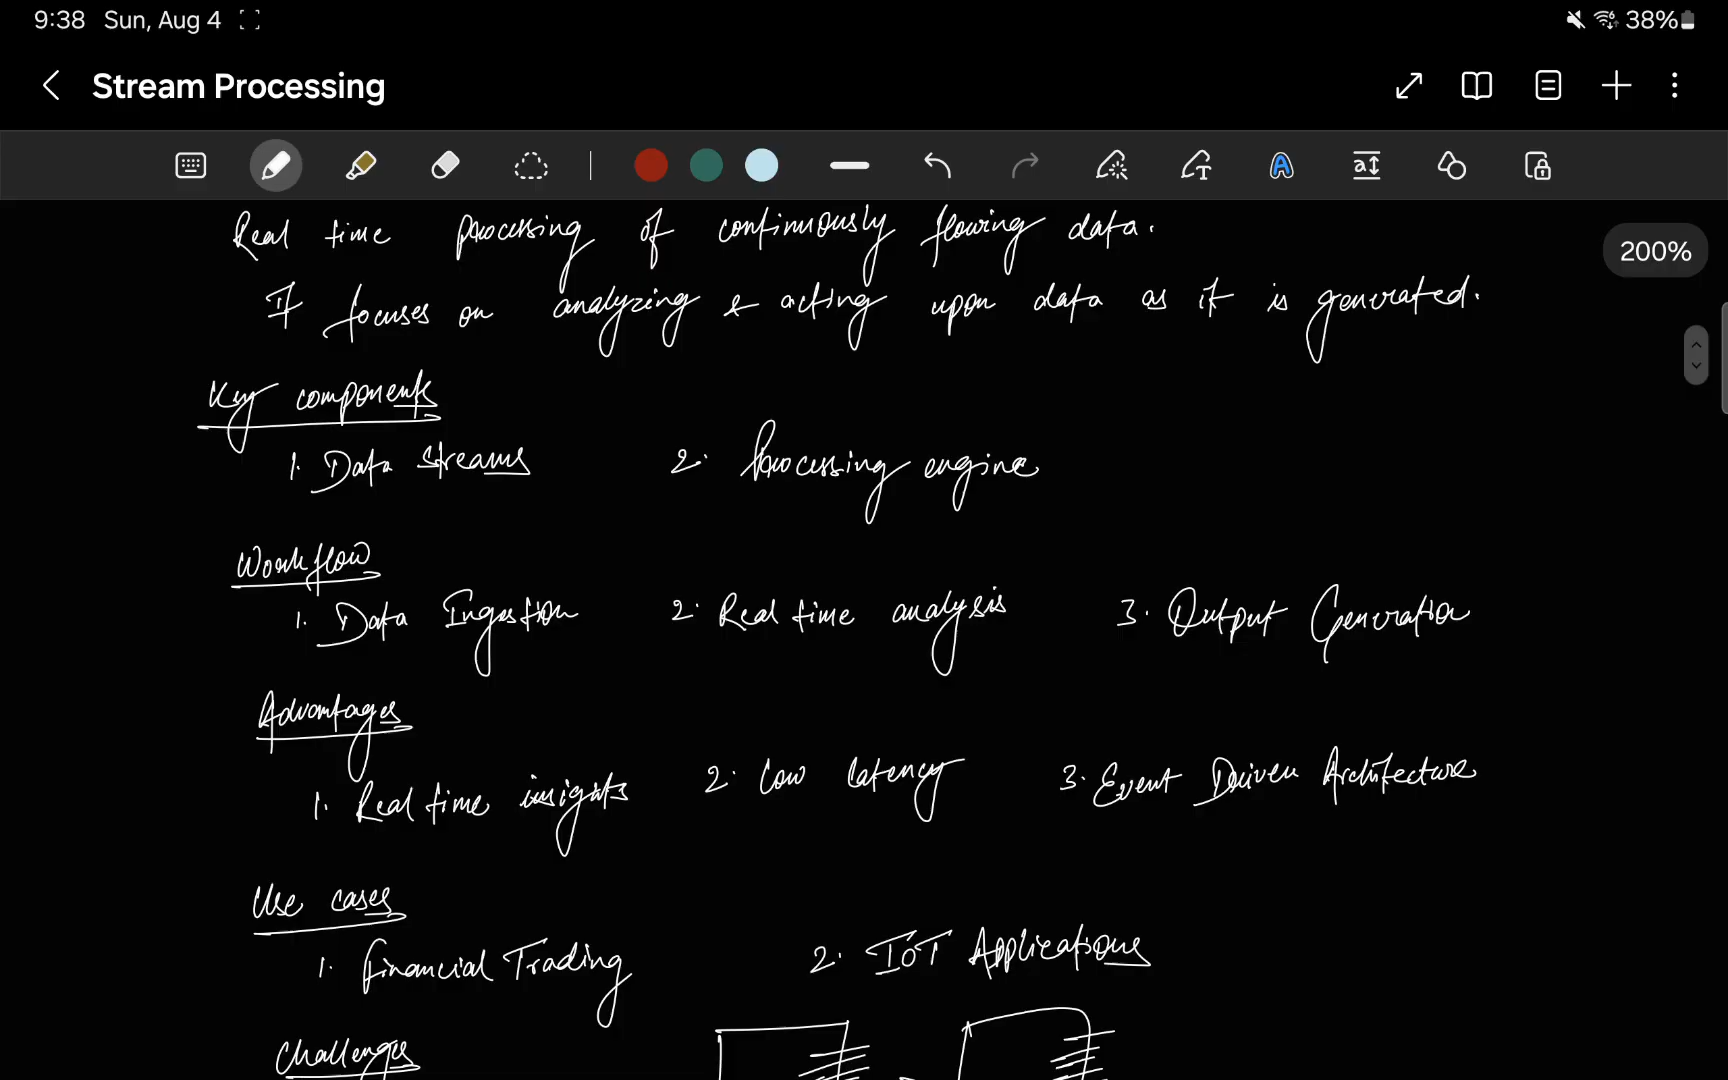 9:38 Sun, Aug 4 38%
Stream Processing
Real time processing of continuously flowing data.
200%
It focuses on analyzing & acting upon data as it is generated.
Key components
1. Data streams 2. Processing engine
Workflow
1. Data Ingestion 2. Real time analysis 3. Output Generation
Advantages
1. Real time insights 2. Low latency 3. Event Driven Architecture
Use cases
1. Financial Trading 2. IoT Applications
Challenges